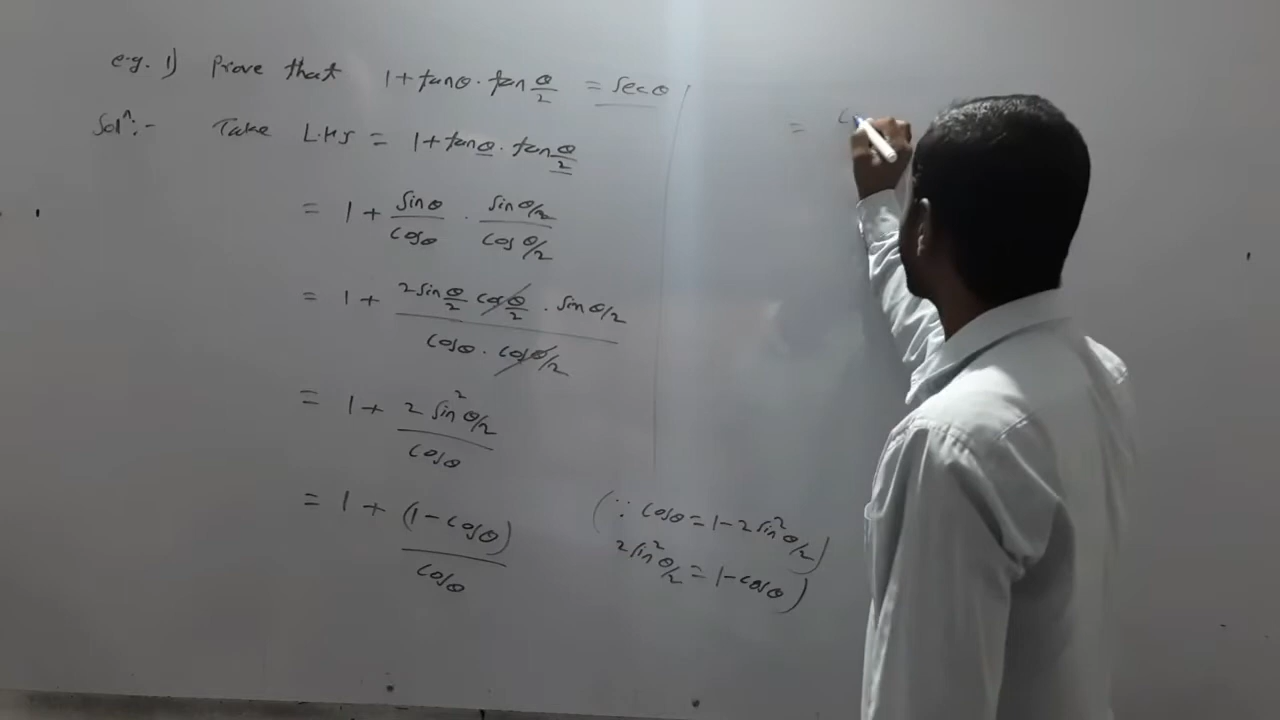 e.g. 1) Prove that 1 + tanθ · tan θ/2 = secθ
Solⁿ:- Take L.H.S = 1 + tanθ · tan θ/2
= 1 + sinθ/cosθ · sin θ/2 / cos θ/2
= 1 + 2 sin θ/2 cos θ/2 · sin θ/2 / cosθ · cos θ/2
= 1 + 2 sin² θ/2 / cosθ
= 1 + (1 - cosθ) / cosθ
(∵ cosθ = 1 - 2 sin² θ/2)
2 sin² θ/2 = 1 - cosθ)
=